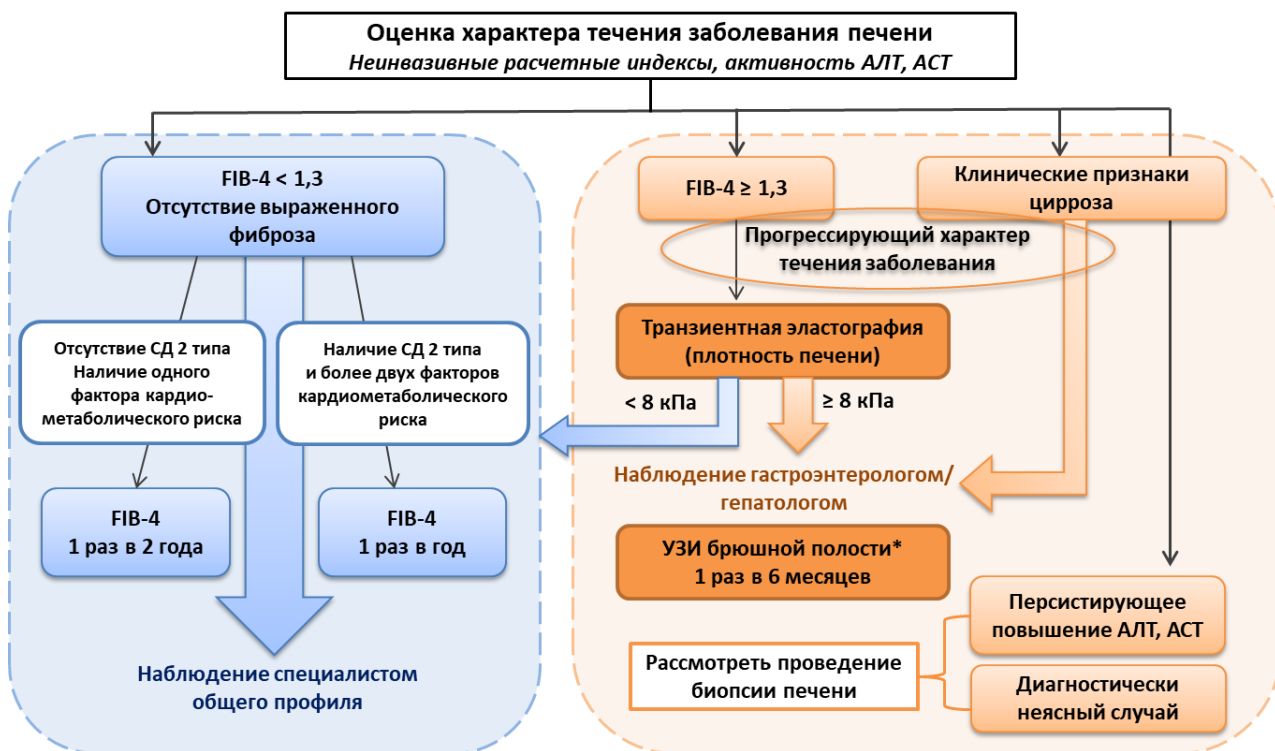 Оценка характера течения заболевания печени
Неинвазивные расчетные индексы, активность АЛТ, АСТ
FIB-4 < 1,3
Отсутствие выраженного
фиброза
Отсутствие СД 2 типа
Наличие одного
фактора кардио-
метаболического риска
Наличие СД 2 типа
и более двух факторов
кардиометаболического
риска
FIB-4
1 раз в 2 года
FIB-4
1 раз в год
Наблюдение специалистом
общего профиля
FIB-4 ≥ 1,3
Клинические признаки
цирроза
Прогрессирующий характер
течения заболевания
Транзиентная эластография
(плотность печени)
< 8 кПа
≥ 8 кПа
Наблюдение гастроэнтерологом/
гепатологом
УЗИ брюшной полости*
1 раз в 6 месяцев
Персистирующее
повышение АЛТ, АСТ
Рассмотреть проведение
биопсии печени
Диагностически
неясный случай